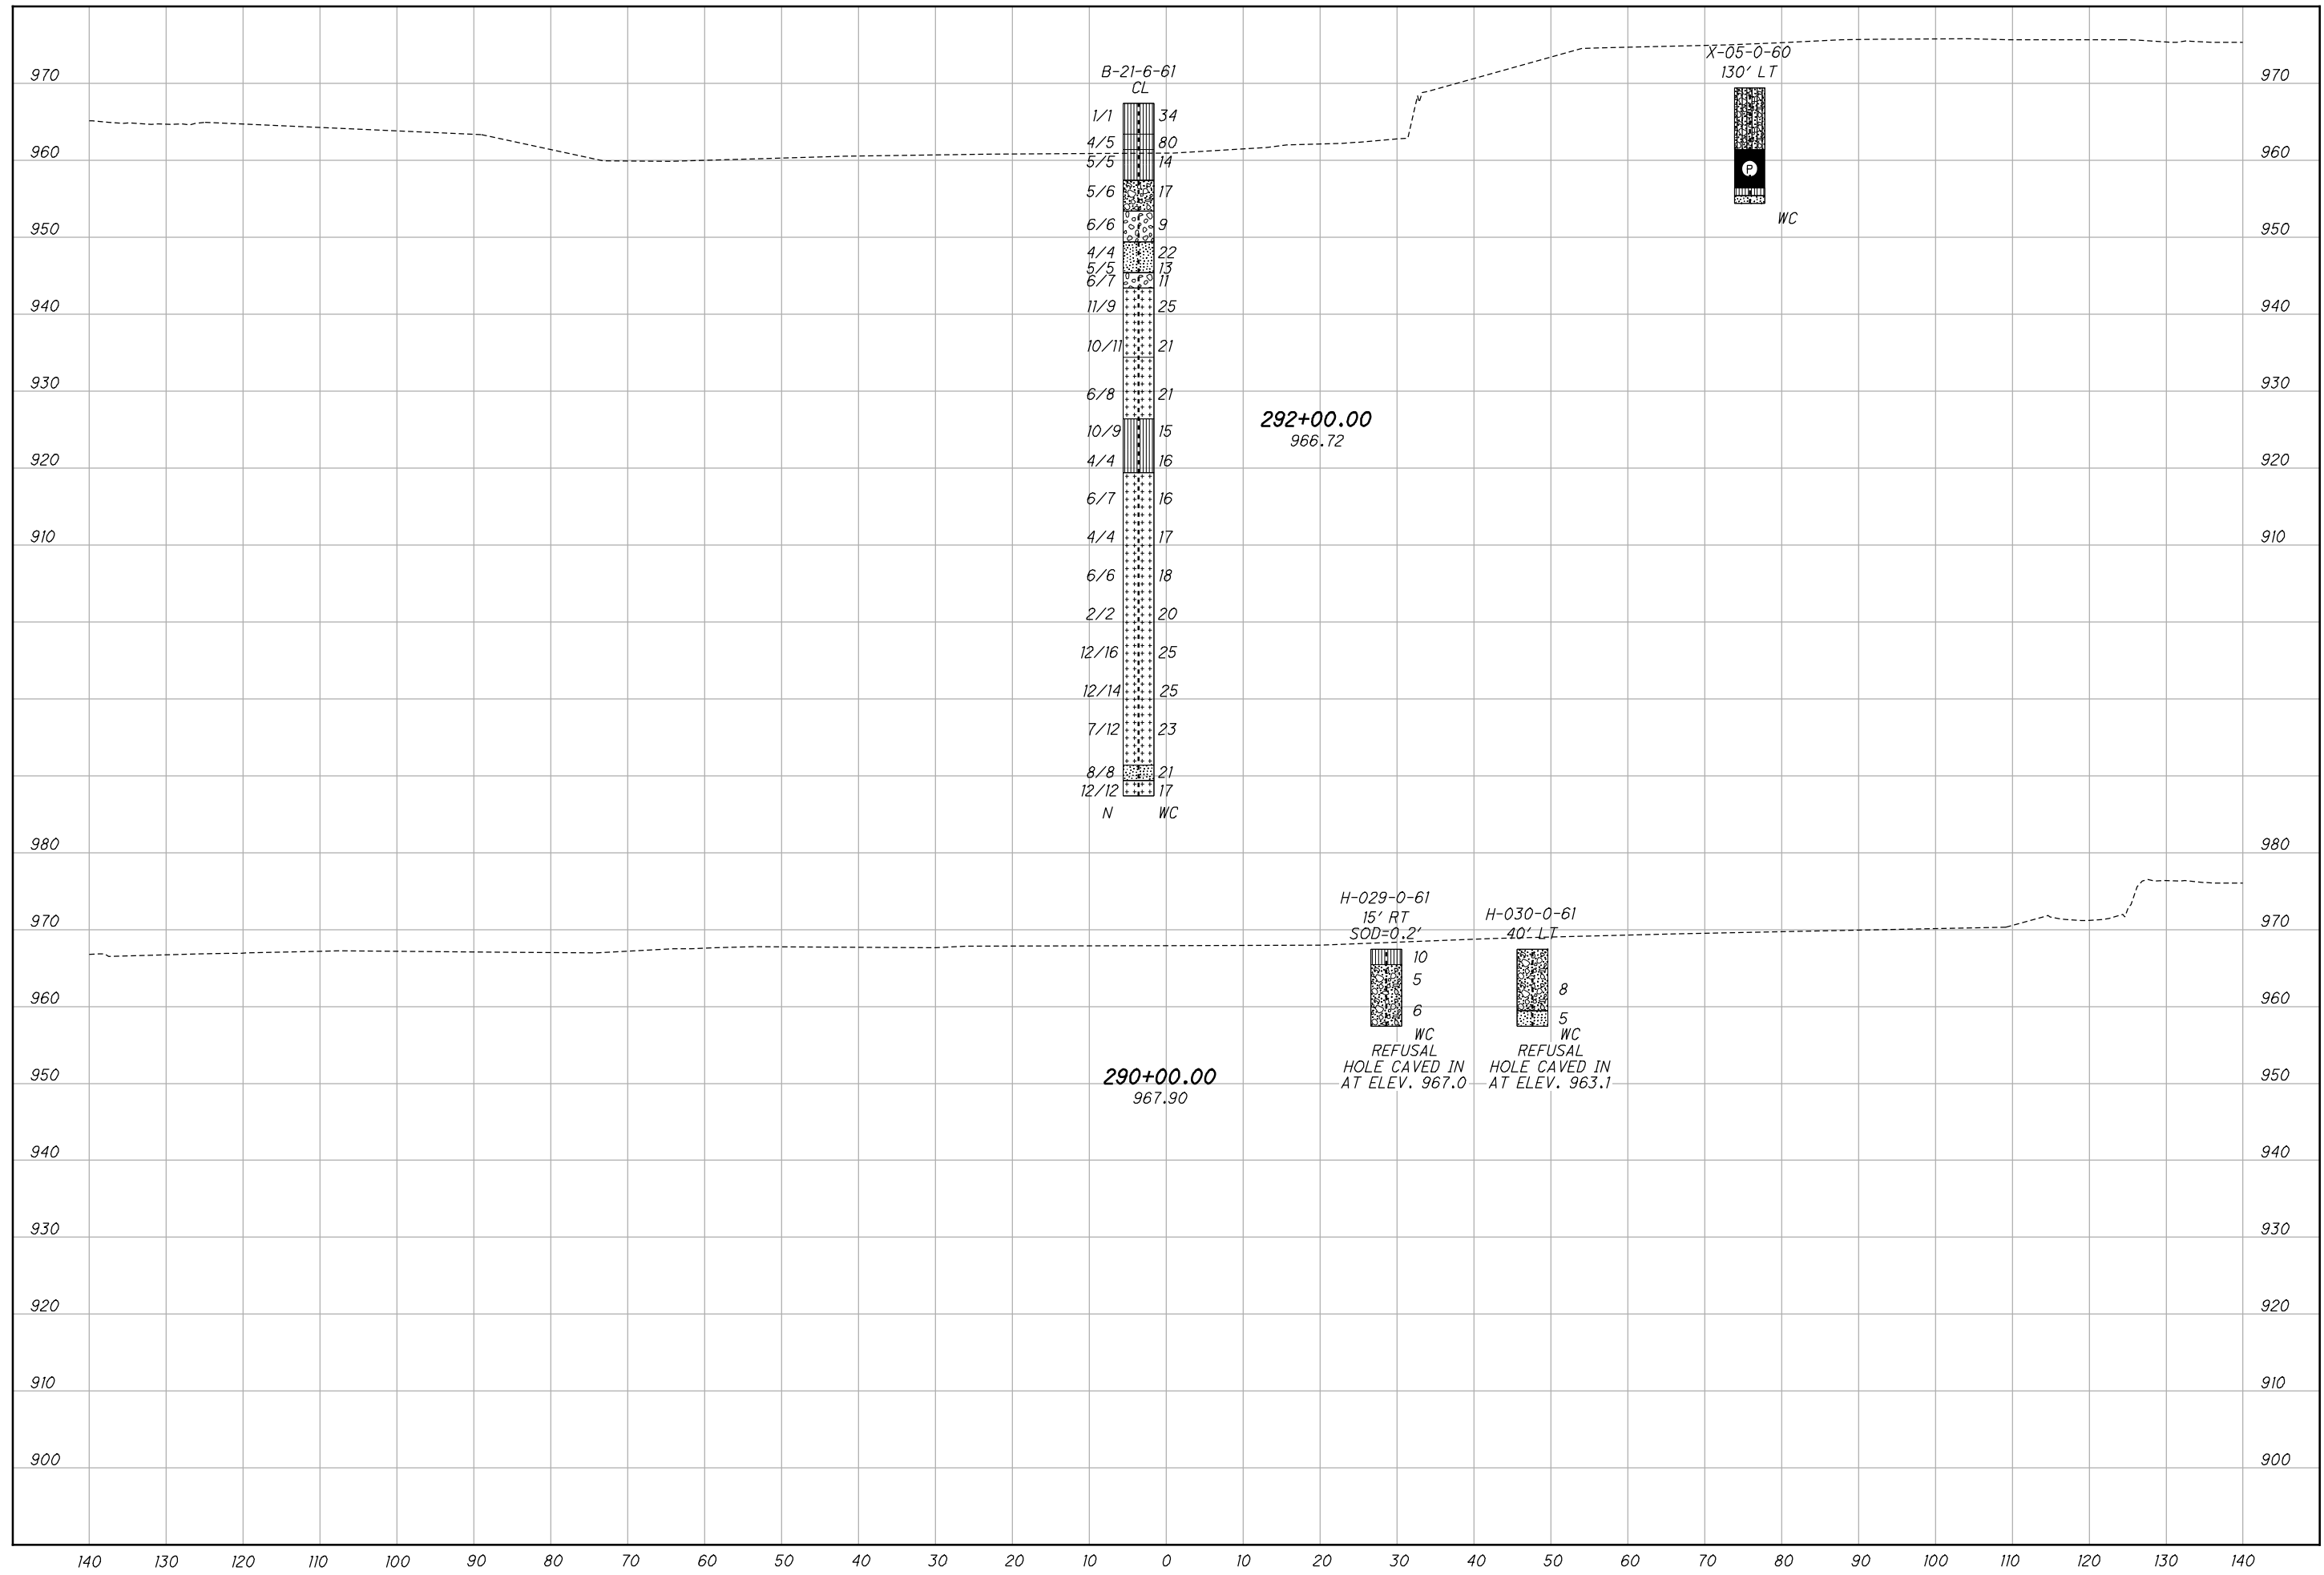 B-21-6-61
CL
X-05-0-60
130' LT
970 970
1/1 34
4/5 80
960 960
5/5 14
P
5/6 17
WC
6/6 9
950 950
4/4 22
5/5 13
6/7 11
940 11/9 25 940
10/11 21
930 930
6/8 21
292+00.00
10/9 15
966.72
920 4/4 16 920
6/7 16
910 4/4 17 910
6/6 18
2/2 20
12/16 25
12/14 25
7/12 23
8/8 21
12/12 17
N WC
980 980
H-029-0-61
15' RT
SOD=0.2'
H-030-0-61
40' LT
970 970
10
5
8
960 960
6
5
WC
WC
REFUSAL
HOLE CAVED IN
AT ELEV. 967.0
REFUSAL
HOLE CAVED IN
AT ELEV. 963.1
950 950
290+00.00
967.90
940 940
930 930
920 920
910 910
900 900
140 130 120 110 100 90 80 70 60 50 40 30 20 10 0 10 20 30 40 50 60 70 80 90 100 110 120 130 140